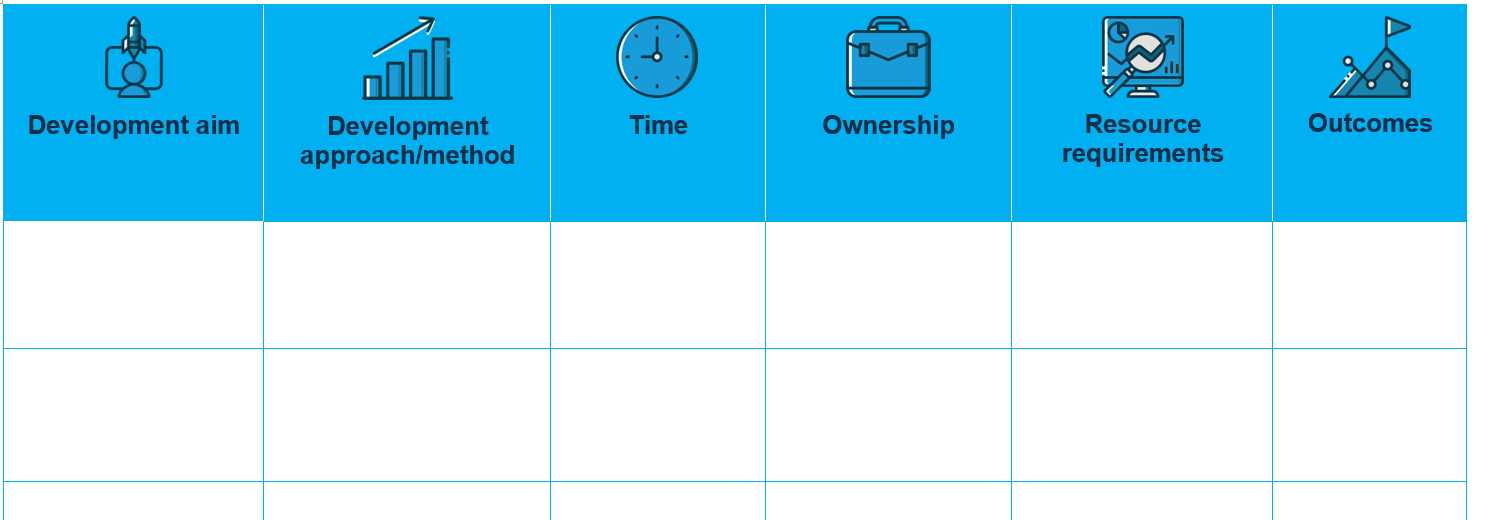 Development aim
Development
approach/method
Time
Ownership
Resource
requirements
Outcomes